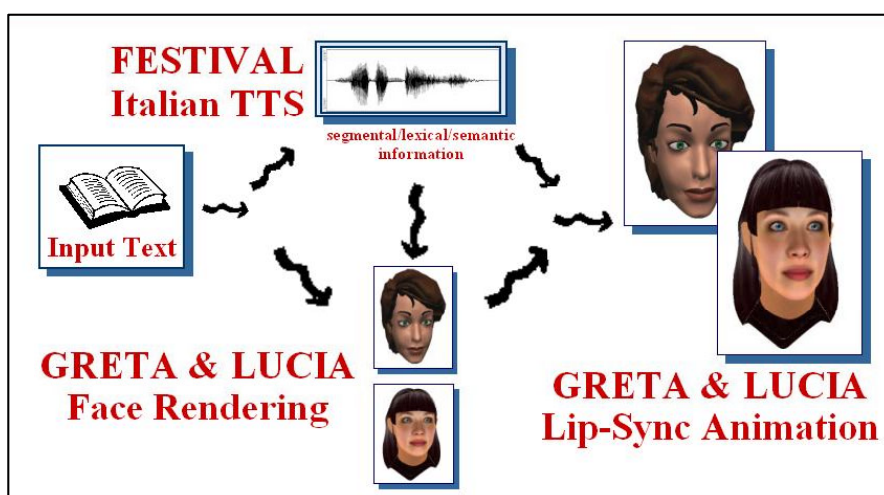 FESTIVAL
Italian TTS
segmental/lexical/semantic
information
Input Text
GRETA & LUCIA
Face Rendering
GRETA & LUCIA
Lip-Sync Animation